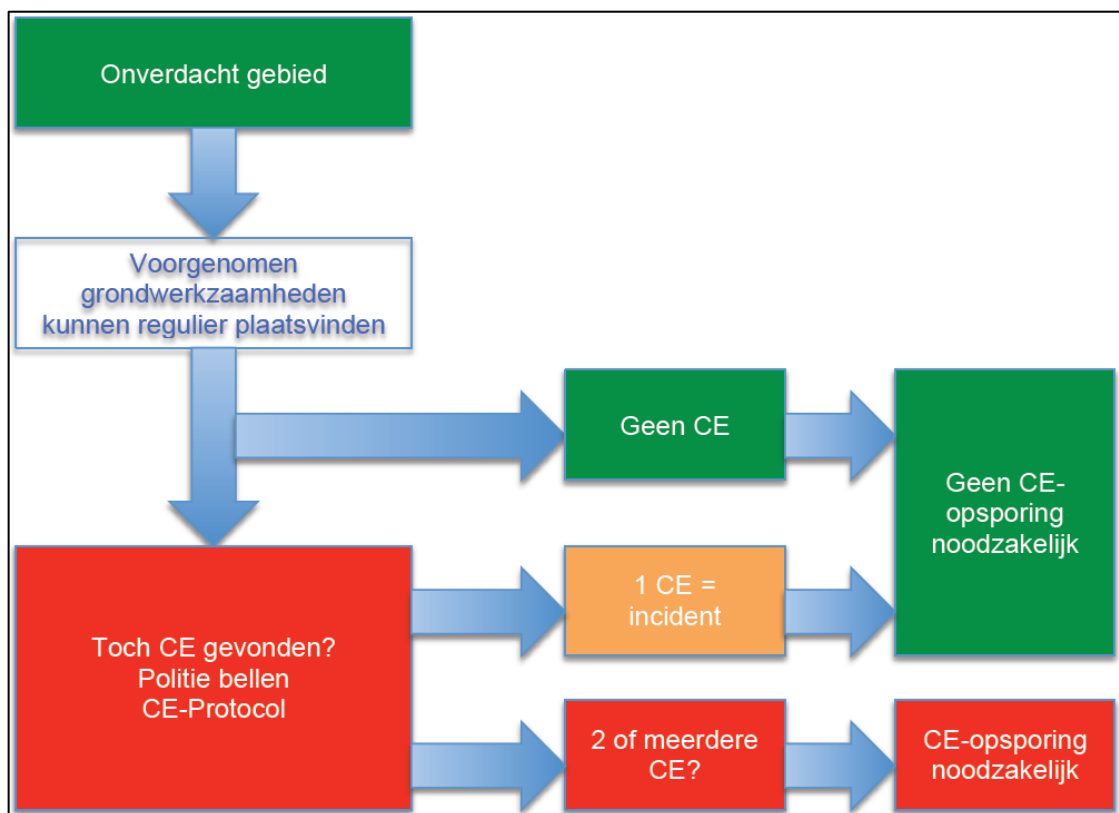 Onverdacht gebied
Voorgenomen
grondwerkzaamheden
kunnen regulier plaatsvinden
Geen CE
Geen CE-
opsporing
noodzakelijk
Toch CE gevonden?
Politie bellen
CE-Protocol
1 CE =
incident
2 of meerdere
CE?
CE-opsporing
noodzakelijk